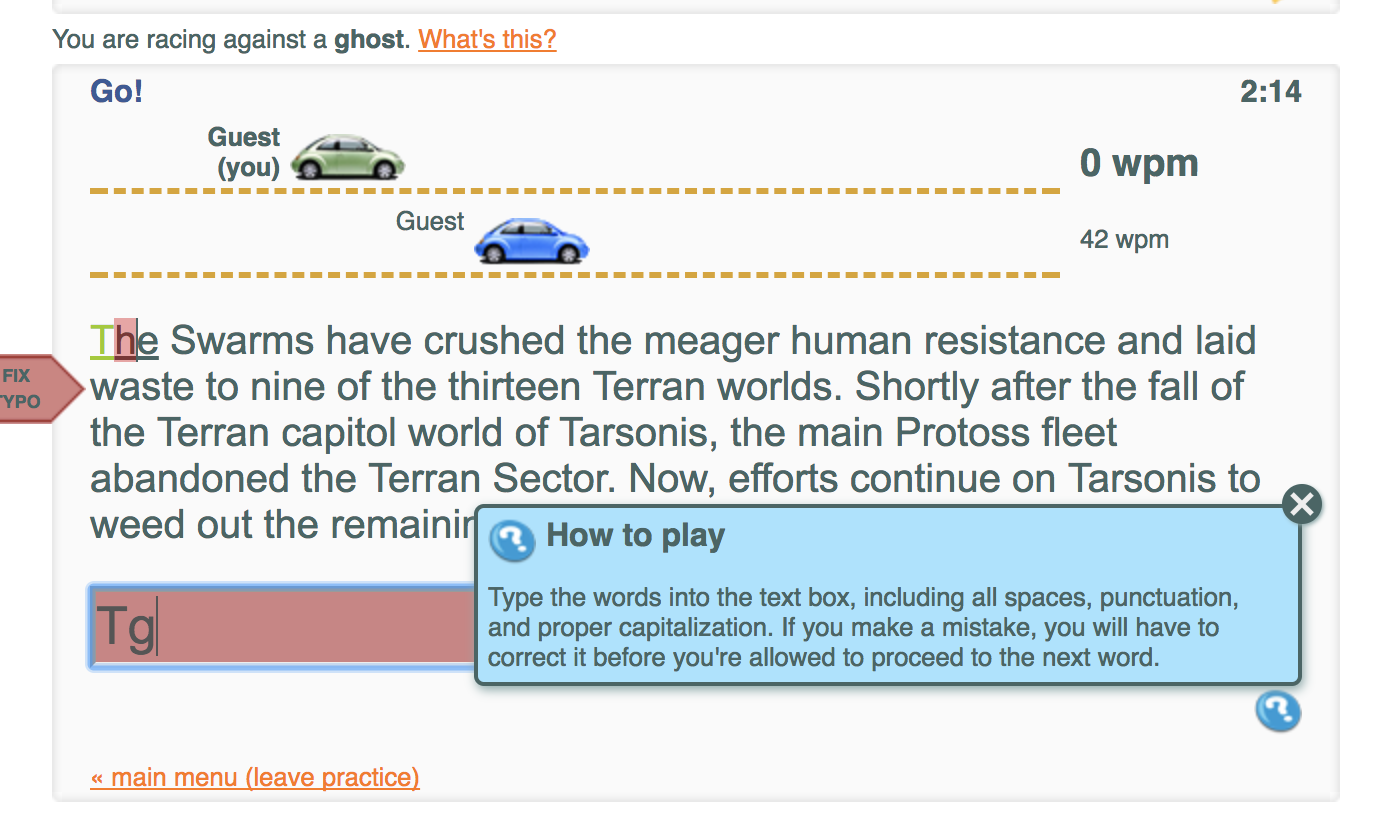 You are racing against a ghost. What's this?
Go!
2:14
Guest
(you)
0 wpm
Guest
42 wpm
The Swarms have crushed the meager human resistance and laid
FIX
TYPO
waste to nine of the thirteen Terran worlds. Shortly after the fall of
the Terran capitol world of Tarsonis, the main Protoss fleet
abandoned the Terran Sector. Now, efforts continue on Tarsonis to
weed out the
How to play
Type the words into the text box, including all spaces, punctuation,
and proper capitalization. If you make a mistake, you will have to
correct it before you're allowed to proceed to the next word.
Tg
« main menu (leave practice)